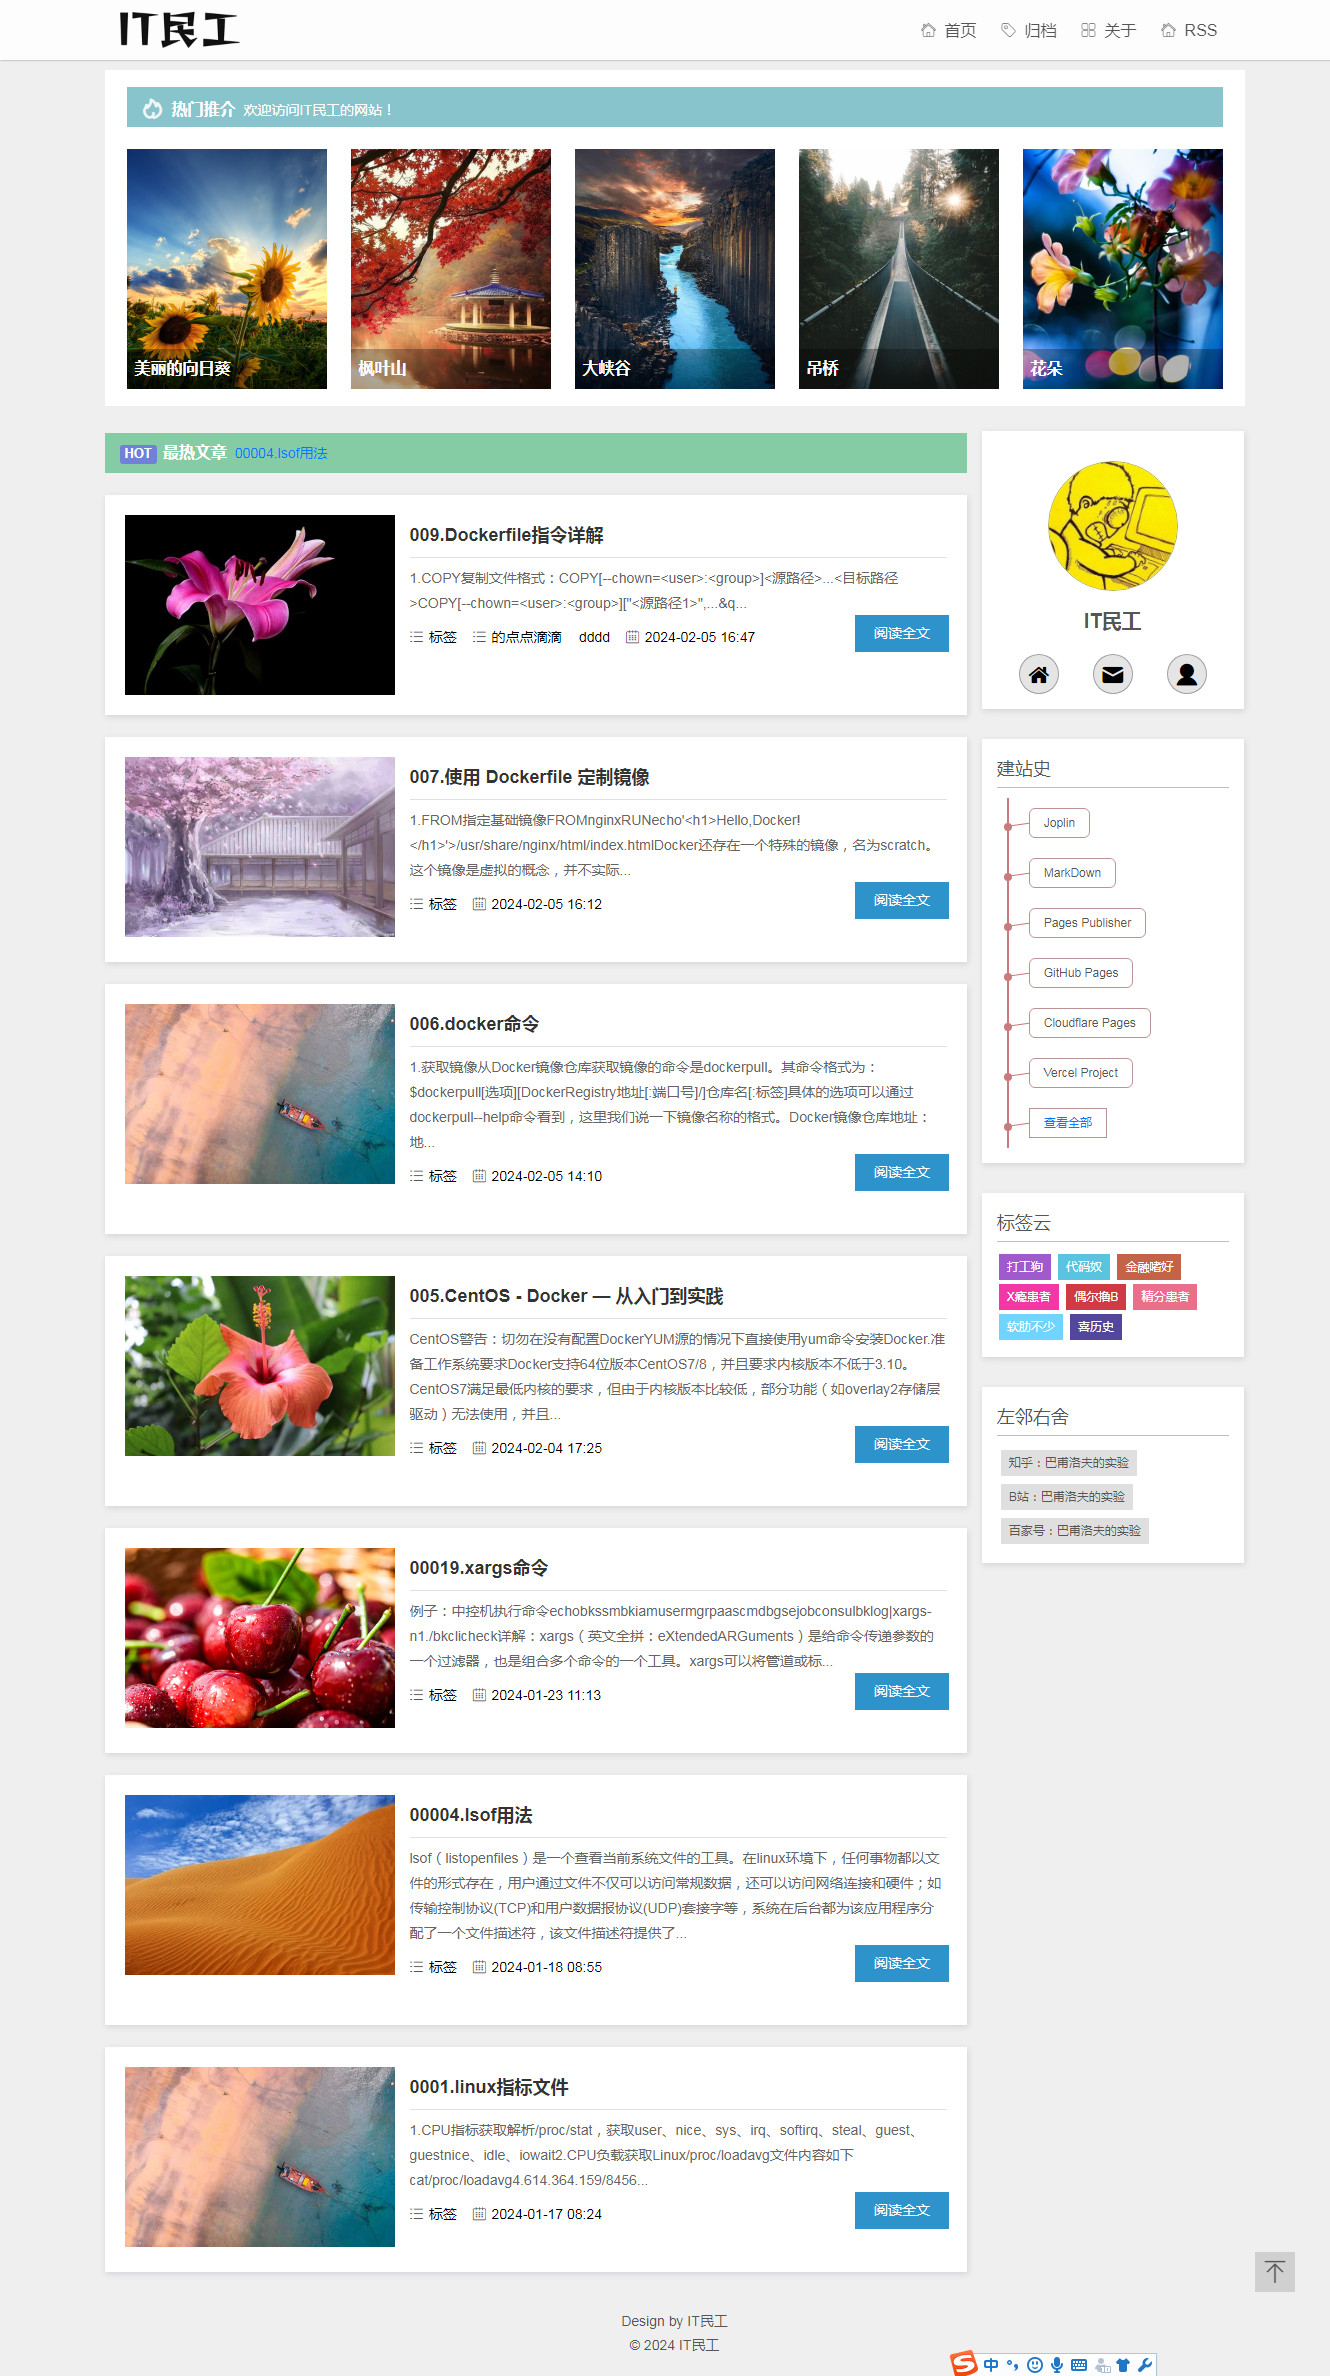 IT民工
首页 归档 关于 RSS
热门推介 欢迎访问IT民工的网站！
美丽的向日葵 枫叶山 大峡谷 吊桥 花朵
HOT 最热文章 00004.lsof用法
009.Dockerfile指令详解
1.COPY复制文件格式：COPY[--chown=<user>:<group>]<源路径>...<目标路径
>COPY[--chown=<user>:<group>]["<源路径1>",...&q...
标签 的点点滴滴 dddd 2024-02-05 16:47
阅读全文
007.使用 Dockerfile 定制镜像
1.FROM指定基础镜像FROMnginxRUNecho'<h1>Hello,Docker!
</h1>'>/usr/share/nginx/html/index.htmlDocker还存在一个特殊的镜像，名为scratch。
这个镜像是虚拟的概念，并不实际...
标签 2024-02-05 16:12
阅读全文
006.docker命令
1.获取镜像从Docker镜像仓库获取镜像的命令是dockerpull。其命令格式为：
$dockerpull[选项][DockerRegistry地址[:端口号]/]仓库名[:标签]具体的选项可以通过
dockerpull--help命令看到，这里我们说一下镜像名称的格式。Docker镜像仓库地址：
地...
标签 2024-02-05 14:10
阅读全文
005.CentOS - Docker — 从入门到实践
CentOS警告：切勿在没有配置DockerYUM源的情况下直接使用yum命令安装Docker.准
备工作系统要求Docker支持64位版本CentOS7/8，并且要求内核版本不低于3.10。
CentOS7满足最低内核的要求，但由于内核版本比较低，部分功能（如overlay2存储层
驱动）无法使用，并且...
标签 2024-02-04 17:25
阅读全文
00019.xargs命令
例子：中控机执行命令echobkssmbkiamusermgrpaascmdbgsejobconsulbklog|xargs-
n1./bkclicheck详解：xargs（英文全拼：eXtendedARGuments）是给命令传递参数的
一个过滤器，也是组合多个命令的一个工具。xargs可以将管道或标...
标签 2024-01-23 11:13
阅读全文
00004.lsof用法
lsof（listopenfiles）是一个查看当前系统文件的工具。在linux环境下，任何事物都以文
件的形式存在，用户通过文件不仅可以访问常规数据，还可以访问网络连接和硬件；如
传输控制协议(TCP)和用户数据报协议(UDP)套接字等，系统在后台都为该应用程序分
配了一个文件描述符，该文件描述符提供了...
标签 2024-01-18 08:55
阅读全文
0001.linux指标文件
1.CPU指标获取解析/proc/stat，获取user、nice、sys、irq、softirq、steal、guest、
guestnice、idle、iowait2.CPU负载获取Linux/proc/loadavg文件内容如下
cat/proc/loadavg4.614.364.159/8456...
标签 2024-01-17 08:24
阅读全文
IT民工
建站史
Joplin
MarkDown
Pages Publisher
GitHub Pages
Cloudflare Pages
Vercel Project
查看全部
标签云
打工狗 代码奴 金融嗜好
X瘾患者 偶尔撸B 精分患者
软肋不少 喜历史
左邻右舍
知乎：巴甫洛夫的实验
B站：巴甫洛夫的实验
百家号：巴甫洛夫的实验
Design by IT民工
© 2024 IT民工
中